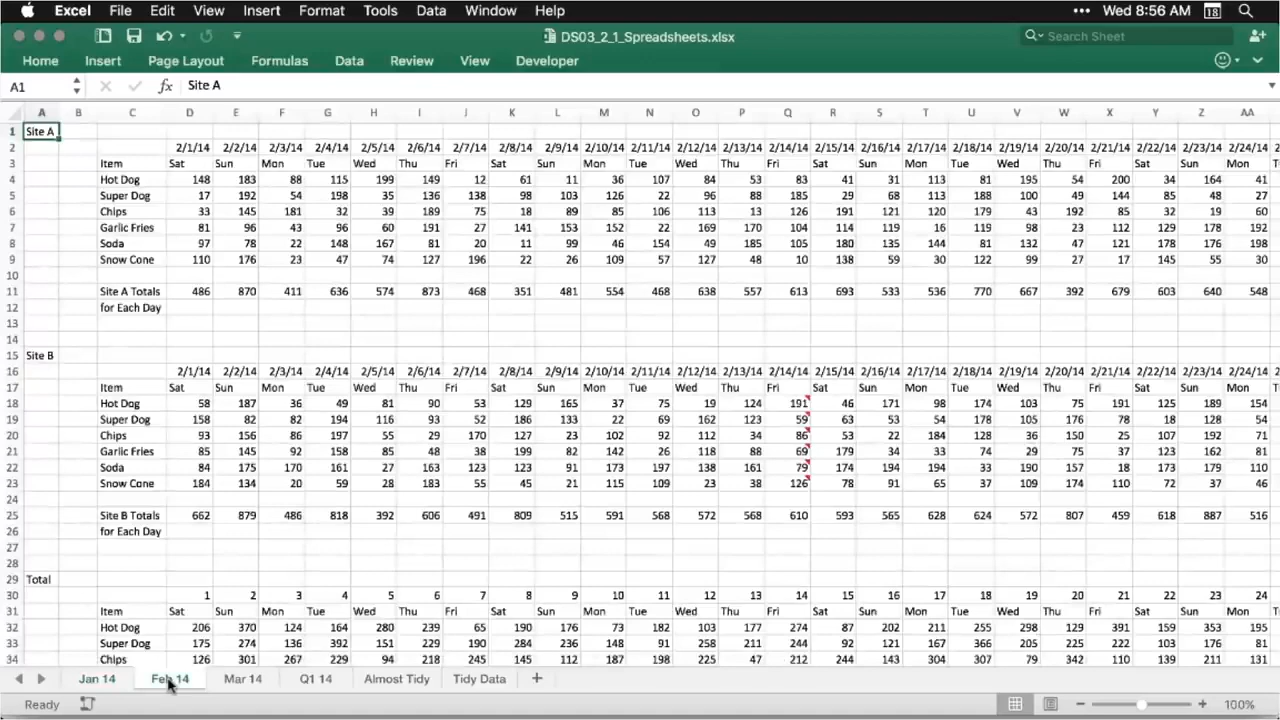 Excel File Edit View Insert Format Tools Data Window Help ••• Wed 8:56 AM 18
DS03_2_1_Spreadsheets.xlsx Search Sheet
Home Insert Page Layout Formulas Data Review View Developer
A1 fx Site A
A B C D E F G H I J K L M N O P Q R S T U V W X Y Z AA
1 Site A
2 2/1/14 2/2/14 2/3/14 2/4/14 2/5/14 2/6/14 2/7/14 2/8/14 2/9/14 2/10/14 2/11/14 2/12/14 2/13/14 2/14/14 2/15/14 2/16/14 2/17/14 2/18/14 2/19/14 2/20/14 2/21/14 2/22/14 2/23/14 2/24/14
3 Item Sat Sun Mon Tue Wed Thu Fri Sat Sun Mon Tue Wed Thu Fri Sat Sun Mon Tue Wed Thu Fri Sat Sun Mon
4 Hot Dog 148 183 88 115 199 149 12 61 11 36 107 84 53 83 41 31 113 81 195 54 200 34 164 41
5 Super Dog 17 192 54 198 35 136 138 98 103 126 22 96 88 185 29 68 113 188 100 49 144 85 48 27
6 Chips 33 145 181 32 39 189 75 18 89 85 106 113 13 126 191 121 120 179 43 192 85 32 19 60
7 Garlic Fries 81 96 43 96 60 191 27 141 153 152 22 169 170 104 114 119 16 119 98 23 112 129 178 192
8 Soda 97 78 22 148 167 81 20 11 99 46 154 49 185 105 180 135 144 81 132 47 121 178 176 198
9 Snow Cone 110 176 23 47 74 127 196 22 26 109 57 127 48 10 138 59 30 122 99 27 17 145 55 30
10
11 Site A Totals 486 870 411 636 574 873 468 351 481 554 468 638 557 613 693 533 536 770 667 392 679 603 640 548
12 for Each Day
13
14
15 Site B
16 2/1/14 2/2/14 2/3/14 2/4/14 2/5/14 2/6/14 2/7/14 2/8/14 2/9/14 2/10/14 2/11/14 2/12/14 2/13/14 2/14/14 2/15/14 2/16/14 2/17/14 2/18/14 2/19/14 2/20/14 2/21/14 2/22/14 2/23/14 2/24/14
17 Item Sat Sun Mon Tue Wed Thu Fri Sat Sun Mon Tue Wed Thu Fri Sat Sun Mon Tue Wed Thu Fri Sat Sun Mon
18 Hot Dog 58 187 36 49 81 90 53 129 165 37 75 19 124 191 46 171 98 174 103 75 191 125 189 154
19 Super Dog 158 82 82 194 116 93 52 186 133 22 69 162 123 59 63 53 54 178 105 176 78 18 128 54
20 Chips 93 156 86 197 55 29 170 127 23 102 92 112 34 86 53 22 184 128 36 150 25 107 192 71
21 Garlic Fries 85 145 92 158 85 48 38 199 82 142 26 118 88 69 179 34 33 74 29 75 37 123 162 81
22 Soda 84 175 170 161 27 163 123 123 91 173 197 138 161 79 174 194 194 33 190 157 18 173 179 110
23 Snow Cone 184 134 20 59 28 183 55 45 21 115 109 23 38 126 78 91 65 37 109 174 110 72 37 46
24
25 Site B Totals 662 879 486 818 392 606 491 809 515 591 568 572 568 610 593 565 628 624 572 807 459 618 887 516
26 for Each Day
27
28
29 Total
30 1 2 3 4 5 6 7 8 9 10 11 12 13 14 15 16 17 18 19 20 21 22 23 24
31 Item Sat Sun Mon Tue Wed Thu Fri Sat Sun Mon Tue Wed Thu Fri Sat Sun Mon Tue Wed Thu Fri Sat Sun Mon
32 Hot Dog 206 370 124 164 280 239 65 190 176 73 182 103 177 274 87 202 211 255 298 129 391 159 353 195
33 Super Dog 175 274 136 392 151 229 190 284 236 148 91 258 211 244 92 121 167 366 205 225 222 103 176 81
34 Chips 126 301 267 229 94 218 245 145 112 187 198 225 47 212 244 143 304 307 79 342 110 139 211 131
Jan 14 Feb 14 Mar 14 Q1 14 Almost Tidy Tidy Data +
Ready 100%